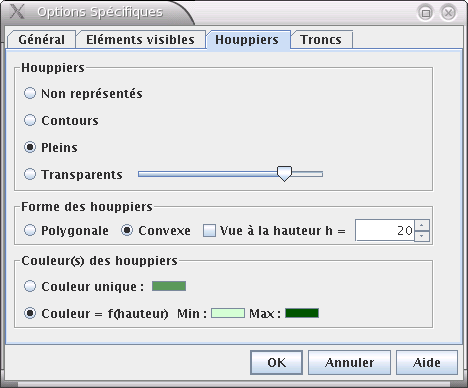 Options Spécifiques
Général Eléments visibles Houppiers Troncs
Houppiers
Non représentés
Contours
Pleins
Transparents
Forme des houppiers
Polygonale Convexe Vue à la hauteur h = 20
Couleur(s) des houppiers
Couleur unique :
Couleur = f(hauteur) Min : Max :
OK Annuler Aide